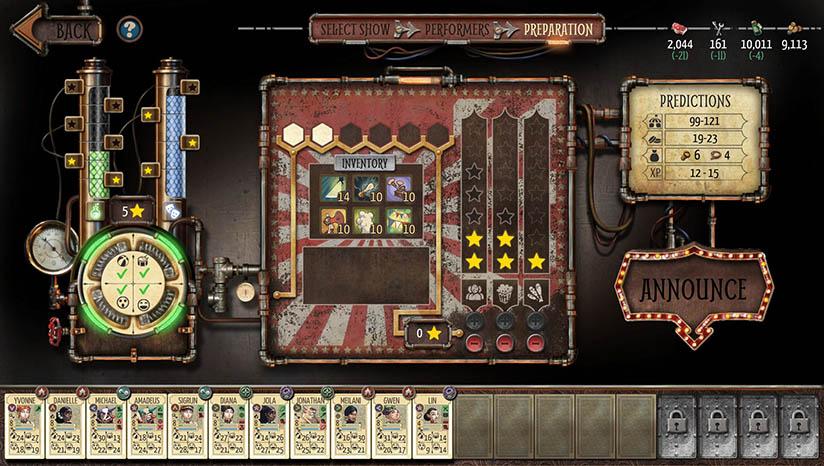 BACK
?
SELECT SHOW PERFORMERS PREPARATION
2,044 161 10,011 9,113
(-21) (-11) (-4)
PREDICTIONS
99-121
19-23
6 4
XP 12 - 15
ANNOUNCE
INVENTORY
14 10 10
10 10 10
5
0
YVONNE DANIELLE MICHAEL AMADEUS SIGRUN DIANA JOLA JONATHAN MEILANI GWEN LIN